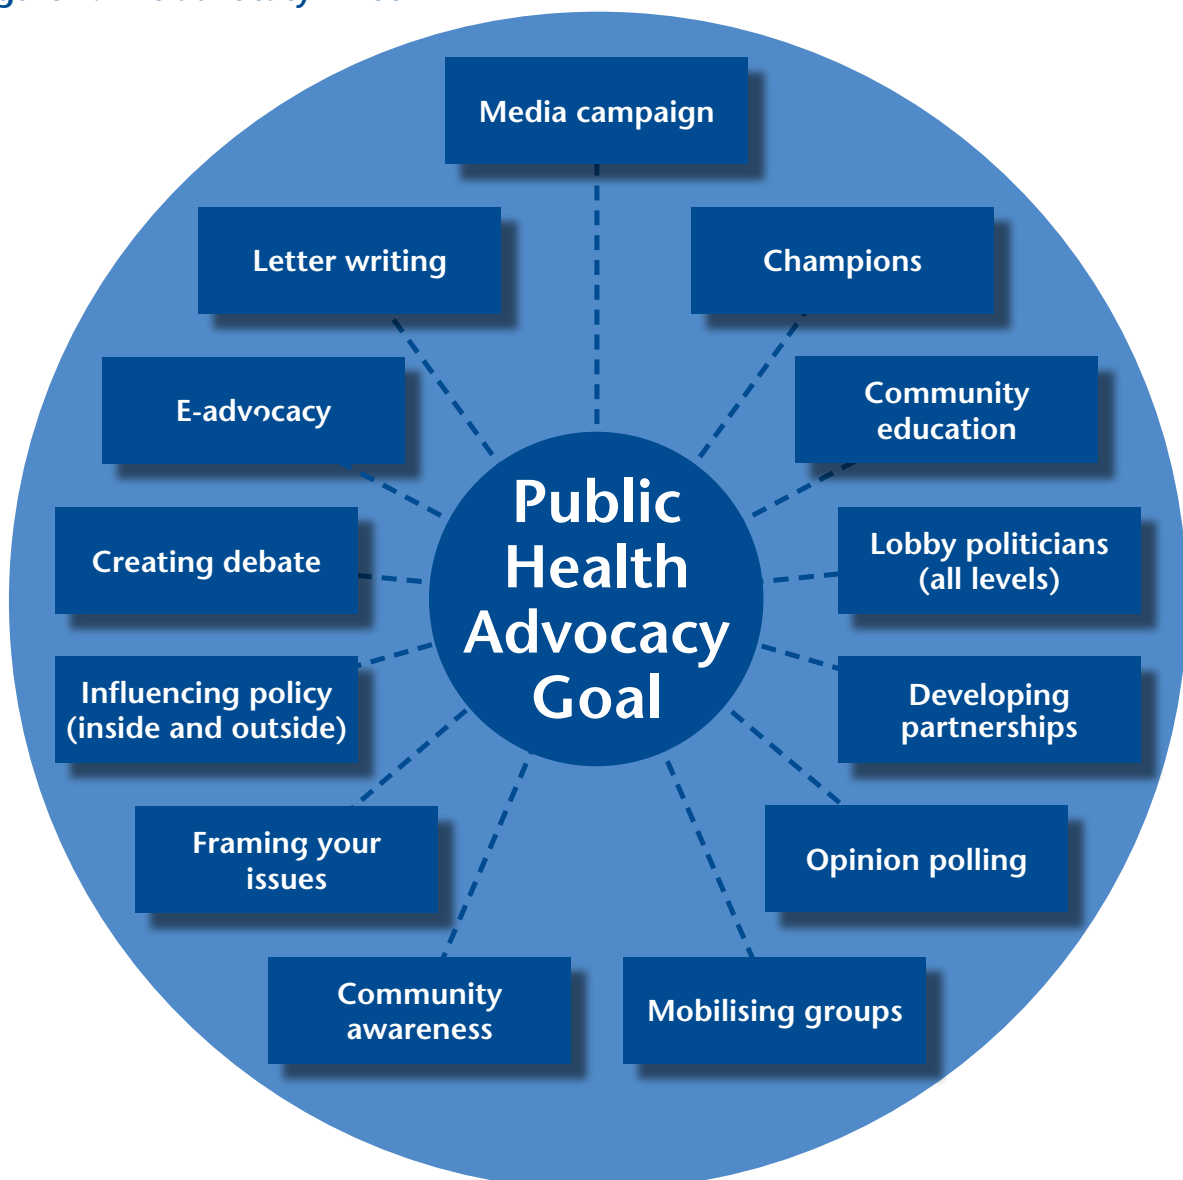 Media campaign
Letter writing
Champions
E-advocacy
Community
education
Public
Health
Advocacy
Goal
Creating debate
Lobby politicians
(all levels)
Influencing policy
(inside and outside)
Developing
partnerships
Framing your
issues
Opinion polling
Community
awareness
Mobilising groups